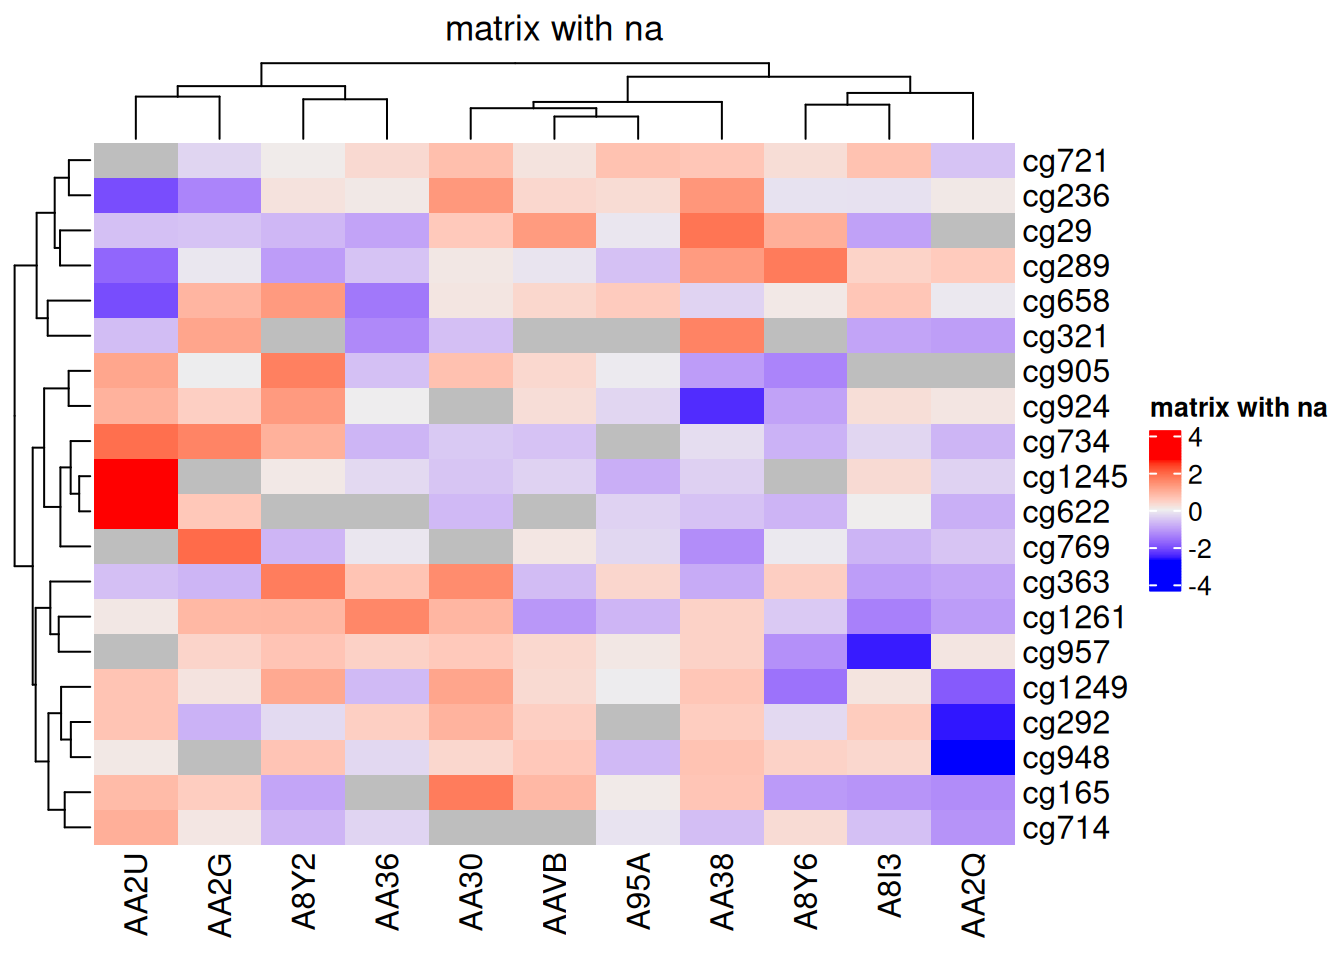 matrix with na
cg721
cg236
cg29
cg289
cg658
cg321
cg905
cg924
cg734
cg1245
cg622
cg769
cg363
cg1261
cg957
cg1249
cg292
cg948
cg165
cg714
AA2U
AA2G
A8Y2
AA36
AA30
AAVB
A95A
AA38
A8Y6
A8I3
AA2Q
matrix with na
4
2
0
-2
-4